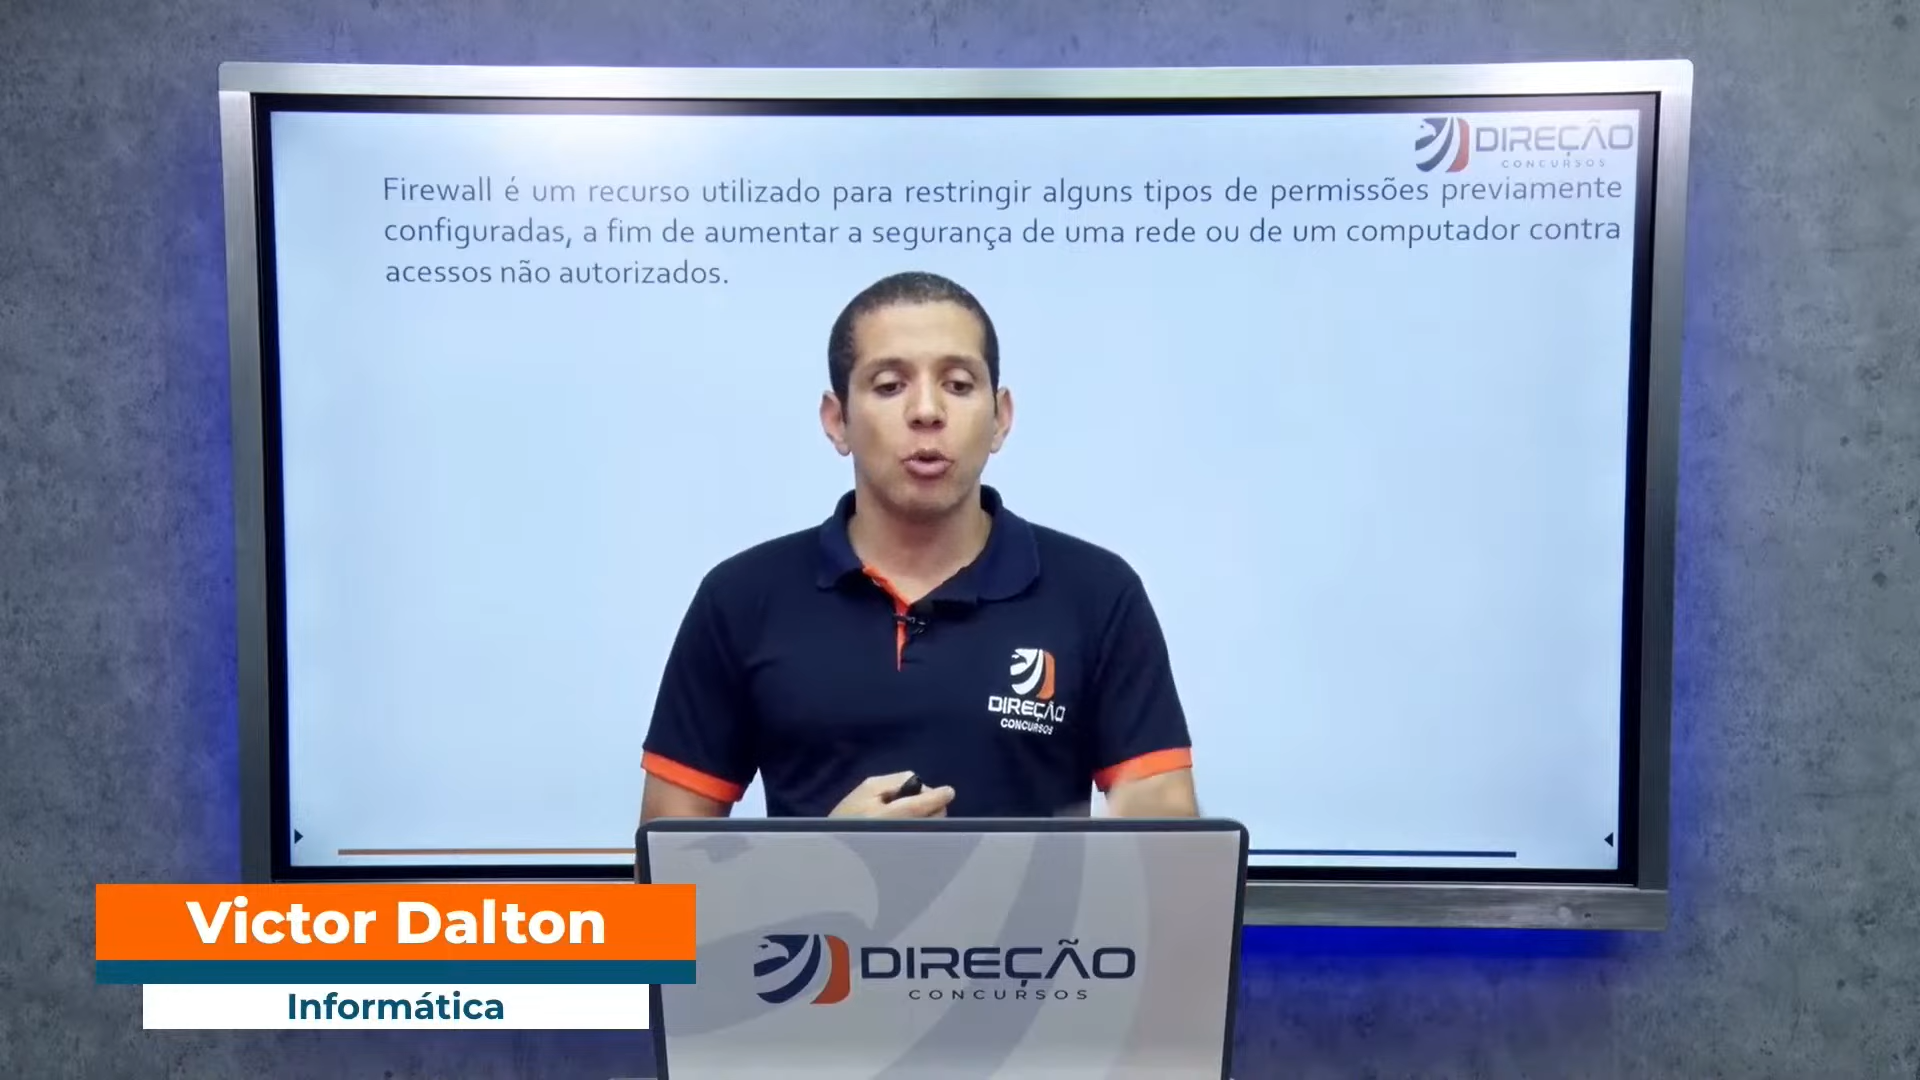 DIREÇÃO
CONCURSOS
Firewall é um recurso utilizado para restringir alguns tipos de permissões previamente
configuradas, a fim de aumentar a segurança de uma rede ou de um computador contra
acessos não autorizados.
DIREÇÃO
CONCURSOS
Victor Dalton
Informática
DIREÇÃO
CONCURSOS